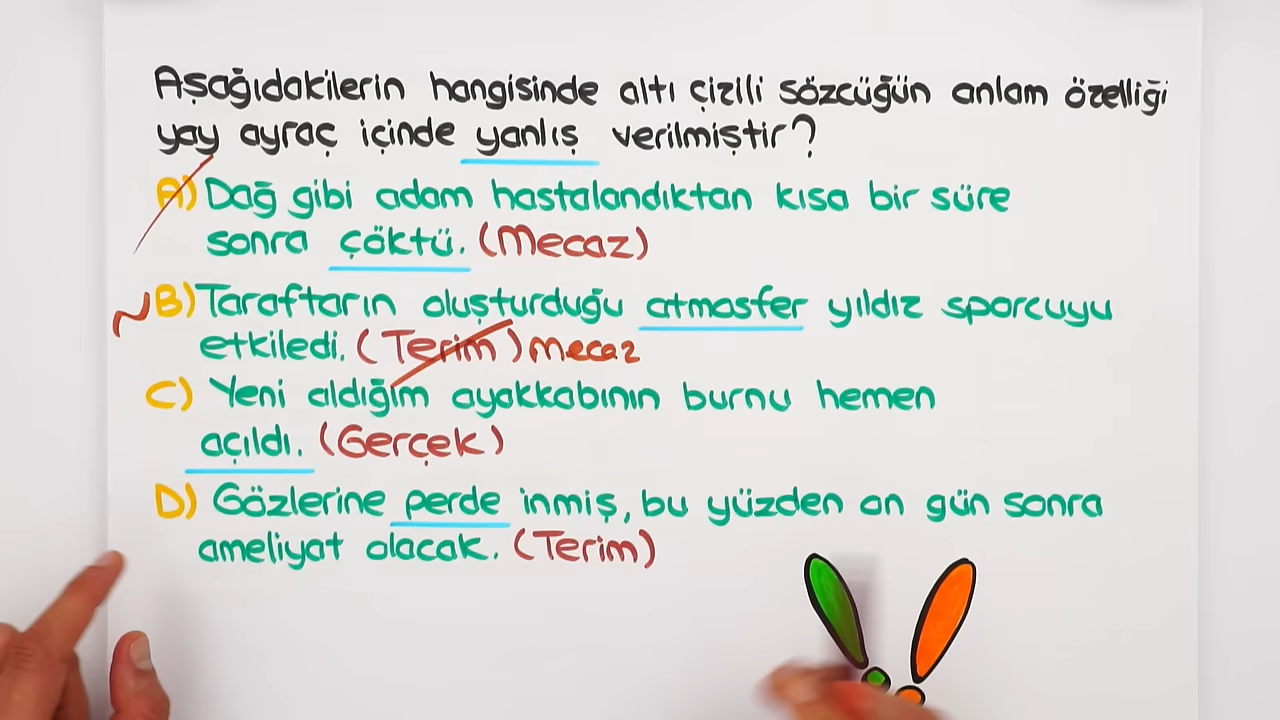 Aşağıdakilerin hangisinde altı çizili sözcüğün anlam özelliği
yay ayraç içinde yanlış verilmiştir?
A) Dağ gibi adam hastalandıktan kısa bir süre
sonra çöktü. (Mecaz)
B) Taraftarın oluşturduğu atmosfer yıldız sporcuyu
etkiledi. (Terim) mecaz
C) Yeni aldığım ayakkabının burnu hemen
açıldı. (Gerçek)
D) Gözlerine perde inmiş, bu yüzden on gün sonra
ameliyat olacak. (Terim)